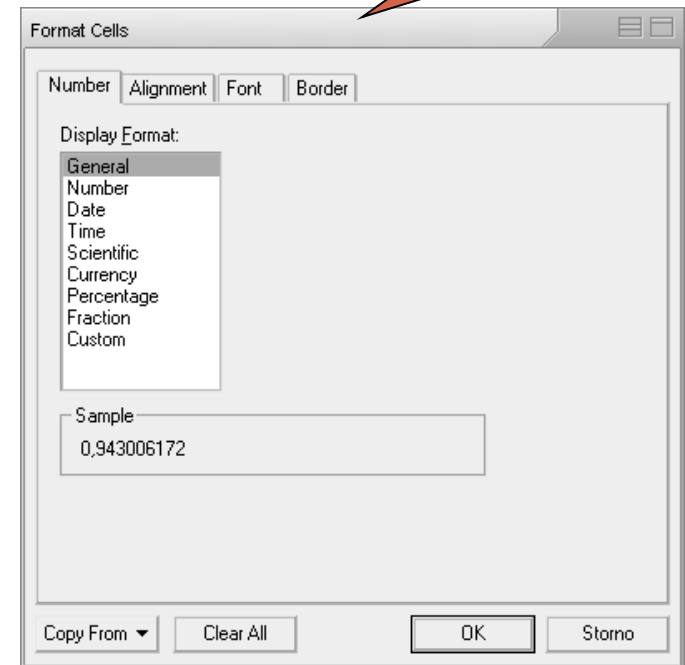 Format Cells
Number Alignment Font Border
Display Format:
General
Number
Date
Time
Scientific
Currency
Percentage
Fraction
Custom
Sample
0,943006172
Copy From Clear All OK Storno